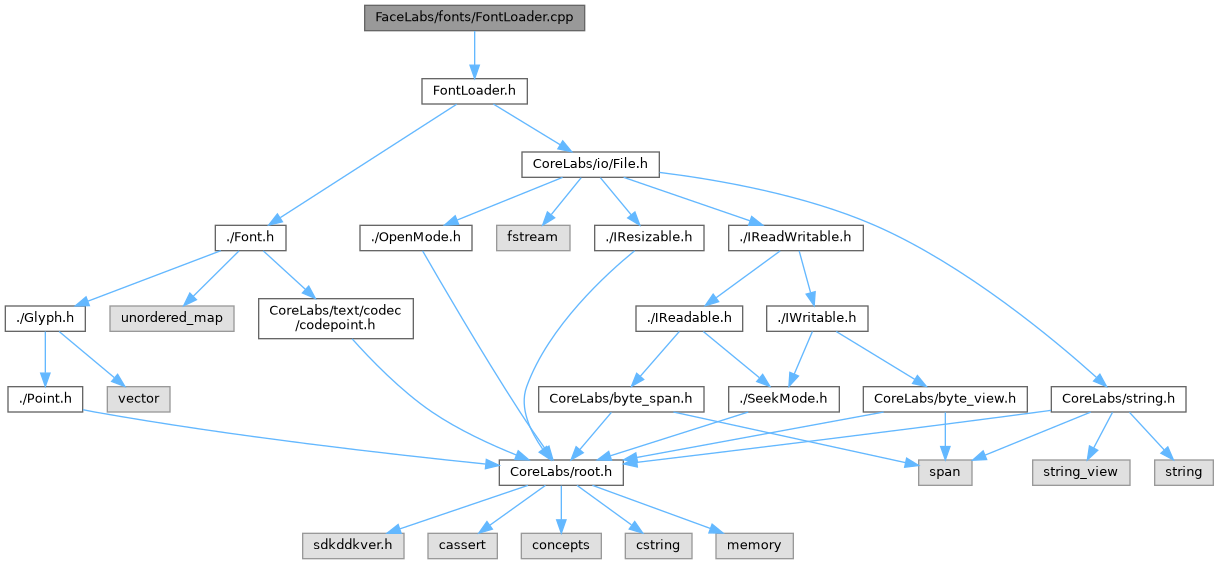 FaceLabs/fonts/FontLoader.cpp
FontLoader.h
CoreLabs/io/File.h
./Font.h
./OpenMode.h
fstream
./IResizable.h
./IReadWritable.h
./Glyph.h
unordered_map
CoreLabs/text/codec
/codepoint.h
./IReadable.h
./IWritable.h
./Point.h
vector
CoreLabs/byte_span.h
./SeekMode.h
CoreLabs/byte_view.h
CoreLabs/string.h
CoreLabs/root.h
span
string_view
string
sdkddkver.h
cassert
concepts
cstring
memory